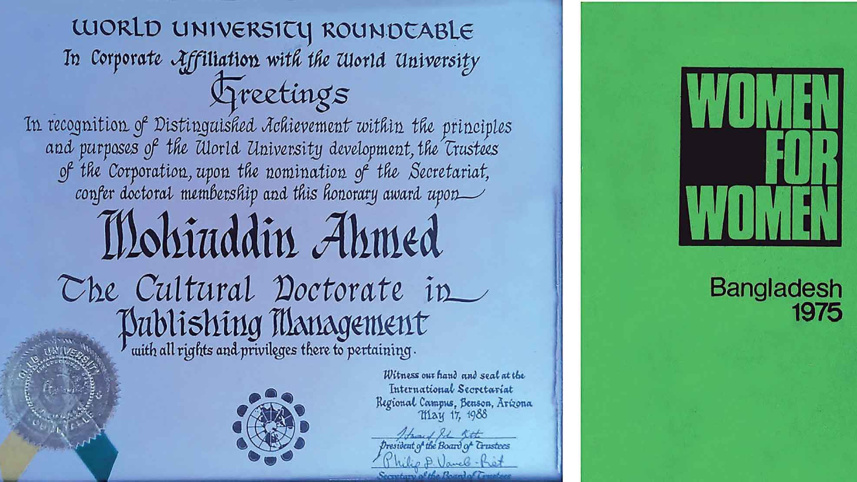 WORLD UNIVERSITY ROUNDTABLE
In Corporate Affiliation with the World University
Greetings
In recognition of Distinguished Achievement within the principles
and purposes of the World University development, the Trustees
of the Corporation, upon the nomination of the Secretariat,
confer doctoral membership and this honorary award upon
Mohiuddin Ahmed
The Cultural Doctorate in
Publishing Management
with all rights and privileges there to pertaining.
Witness our hand and seal at the
International Secretariat
Regional Campus, Benson, Arizona
May 17, 1988
President of the Board of Trustees
Secretary of the Board of Trustees
WOMEN
FOR
WOMEN
Bangladesh
1975